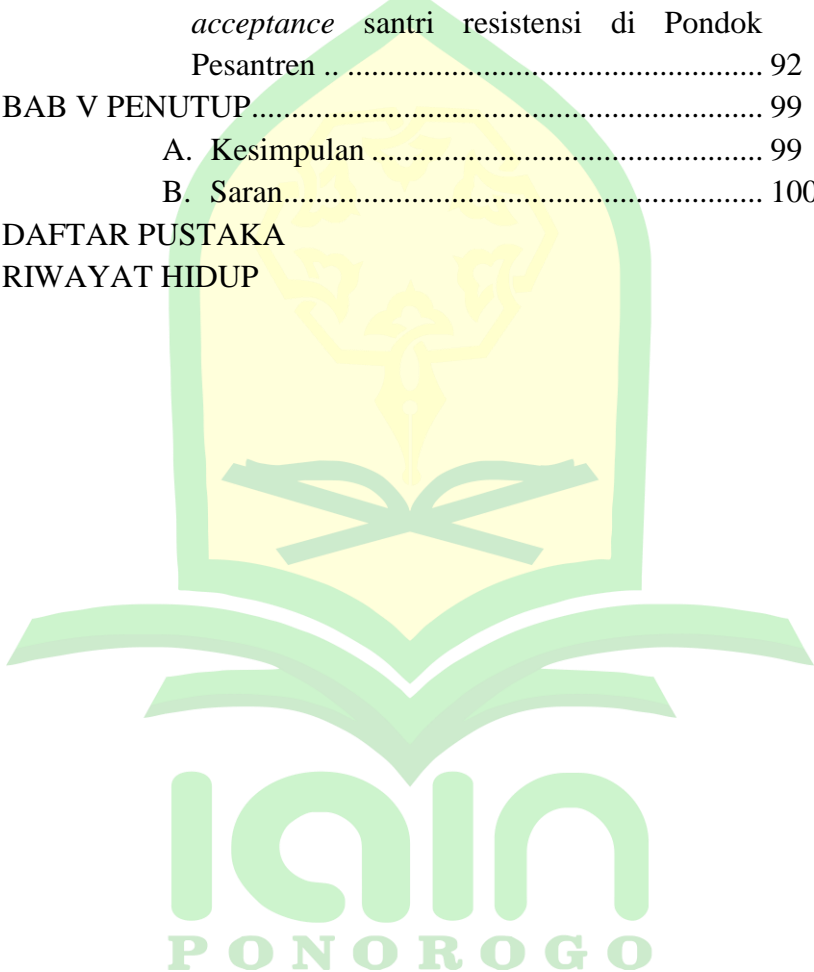 acceptance santri resistensi di Pondok
Pesantren .. ............................................................ 92
BAB V PENUTUP.......................................................................... 99
A. Kesimpulan ......................................................... 99
B. Saran...................................................................... 100
DAFTAR PUSTAKA
RIWAYAT HIDUP
iain
PONOROGO